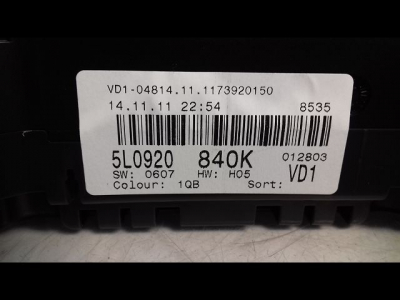 VD1-04814.11.1173920150
14.11.11 22:54 8535
5L0920 840K 012803
SW: 0607 HW: H05 VD1
Colour: 1QB Sort: